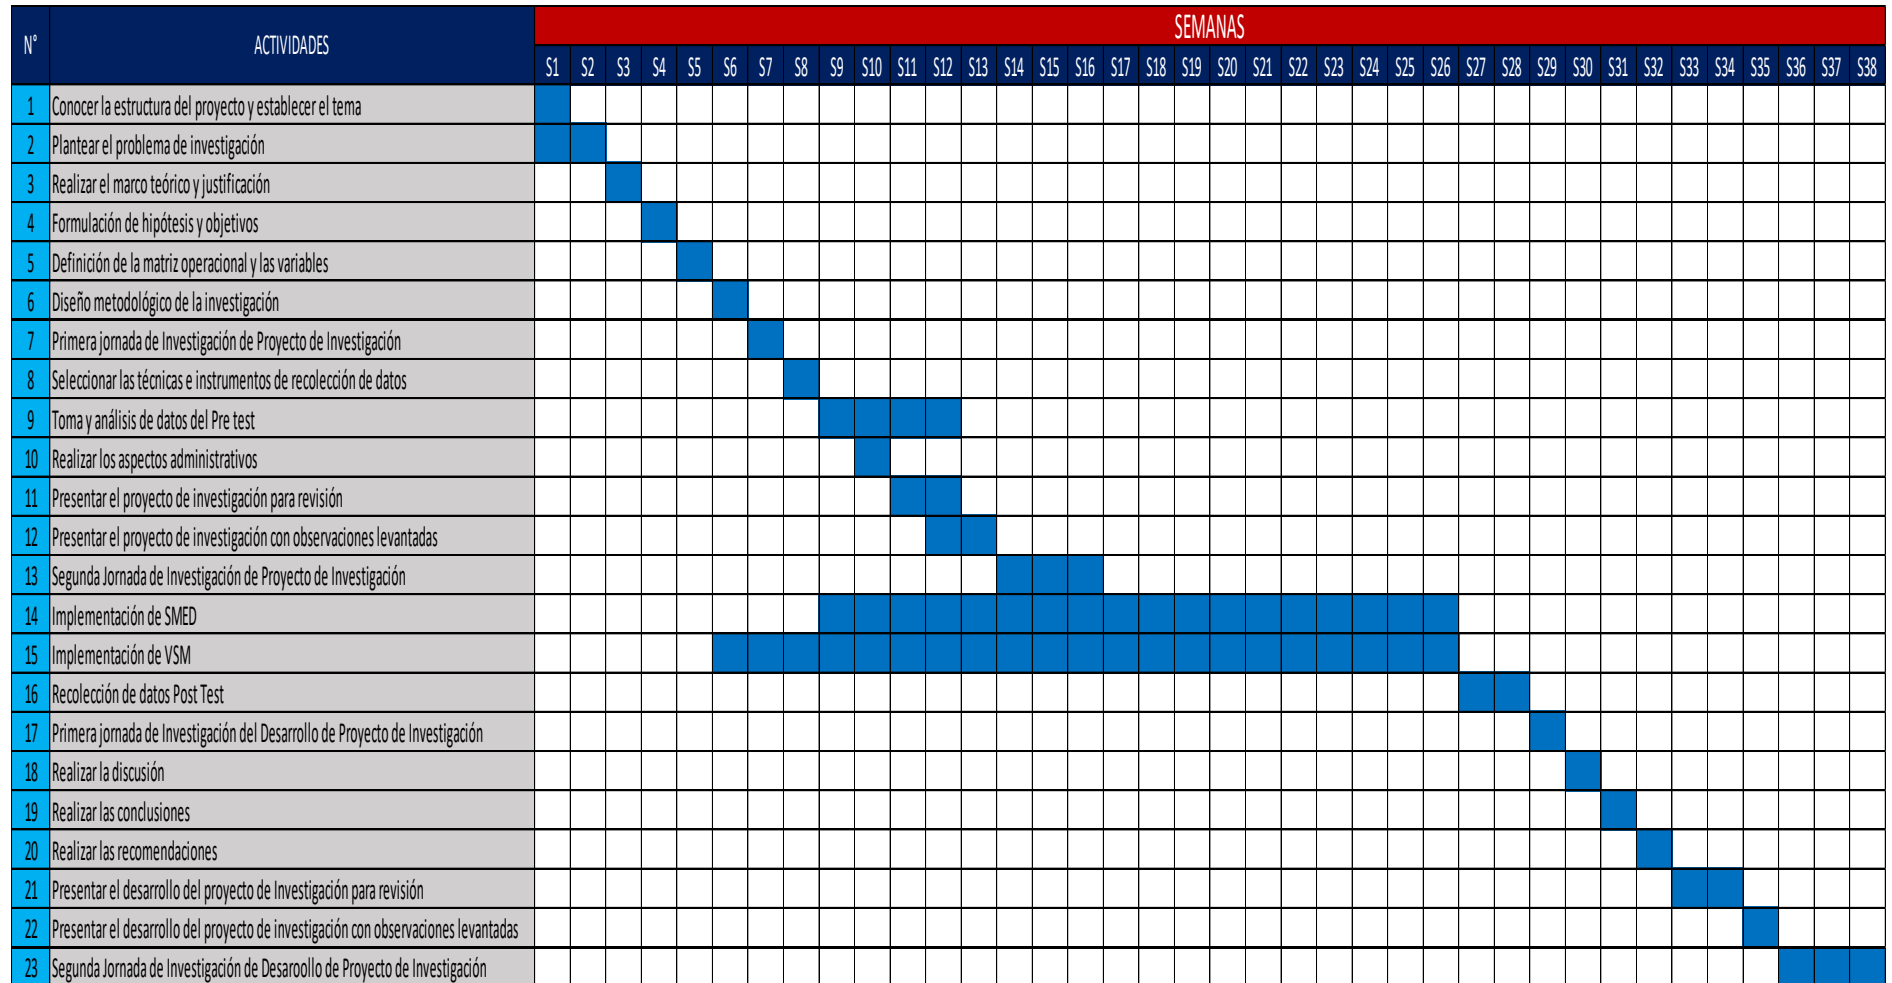 N° ACTIVIDADES SEMANAS
S1 S2 S3 S4 S5 S6 S7 S8 S9 S10 S11 S12 S13 S14 S15 S16 S17 S18 S19 S20 S21 S22 S23 S24 S25 S26 S27 S28 S29 S30 S31 S32 S33 S34 S35 S36 S37 S38
1 Conocer la estructura del proyecto y establecer el tema
2 Plantear el problema de investigación
3 Realizar el marco teórico y justificación
4 Formulación de hipótesis y objetivos
5 Definición de la matriz operacional y las variables
6 Diseño metodológico de la investigación
7 Primera jornada de Investigación de Proyecto de Investigación
8 Seleccionar las técnicas e instrumentos de recolección de datos
9 Toma y análisis de datos del Pre test
10 Realizar los aspectos administrativos
11 Presentar el proyecto de investigación para revisión
12 Presentar el proyecto de investigación con observaciones levantadas
13 Segunda Jornada de Investigación de Proyecto de Investigación
14 Implementación de SMED
15 Implementación de VSM
16 Recolección de datos Post Test
17 Primera jornada de Investigación del Desarrollo de Proyecto de Investigación
18 Realizar la discusión
19 Realizar las conclusiones
20 Realizar las recomendaciones
21 Presentar el desarrollo del proyecto de Investigación para revisión
22 Presentar el desarrollo del proyecto de investigación con observaciones levantadas
23 Segunda Jornada de Investigación de Desaroollo de Proyecto de Investigación